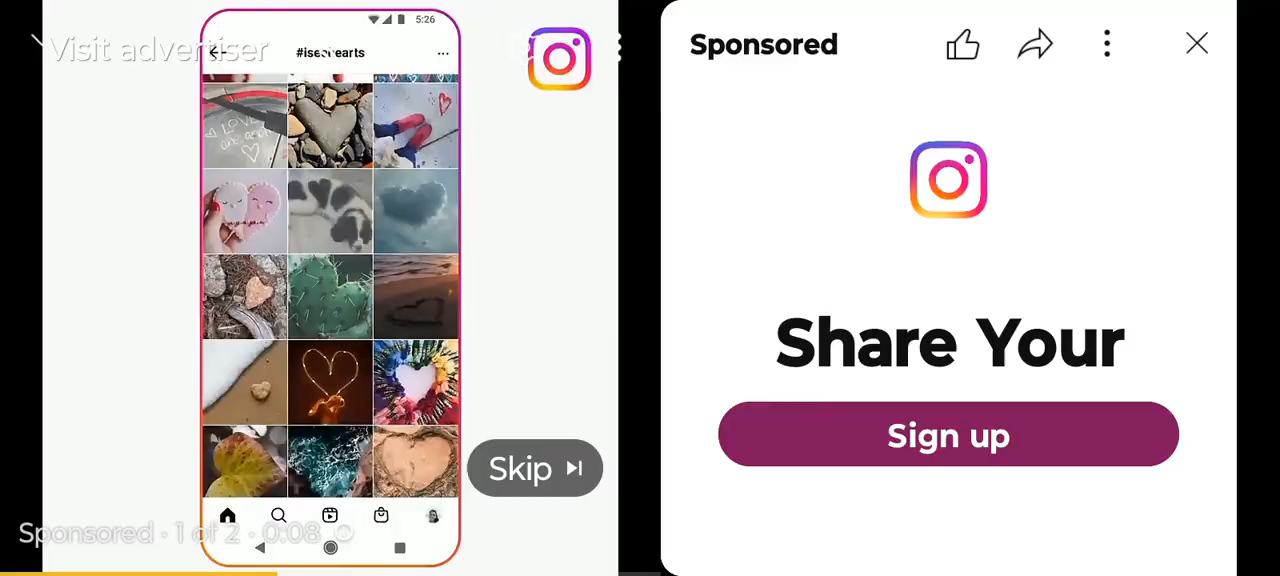 Visit advertiser
5:26
Skip
Sponsored · 1 of 2 · 0:08
Sponsored
Share Your
Sign up